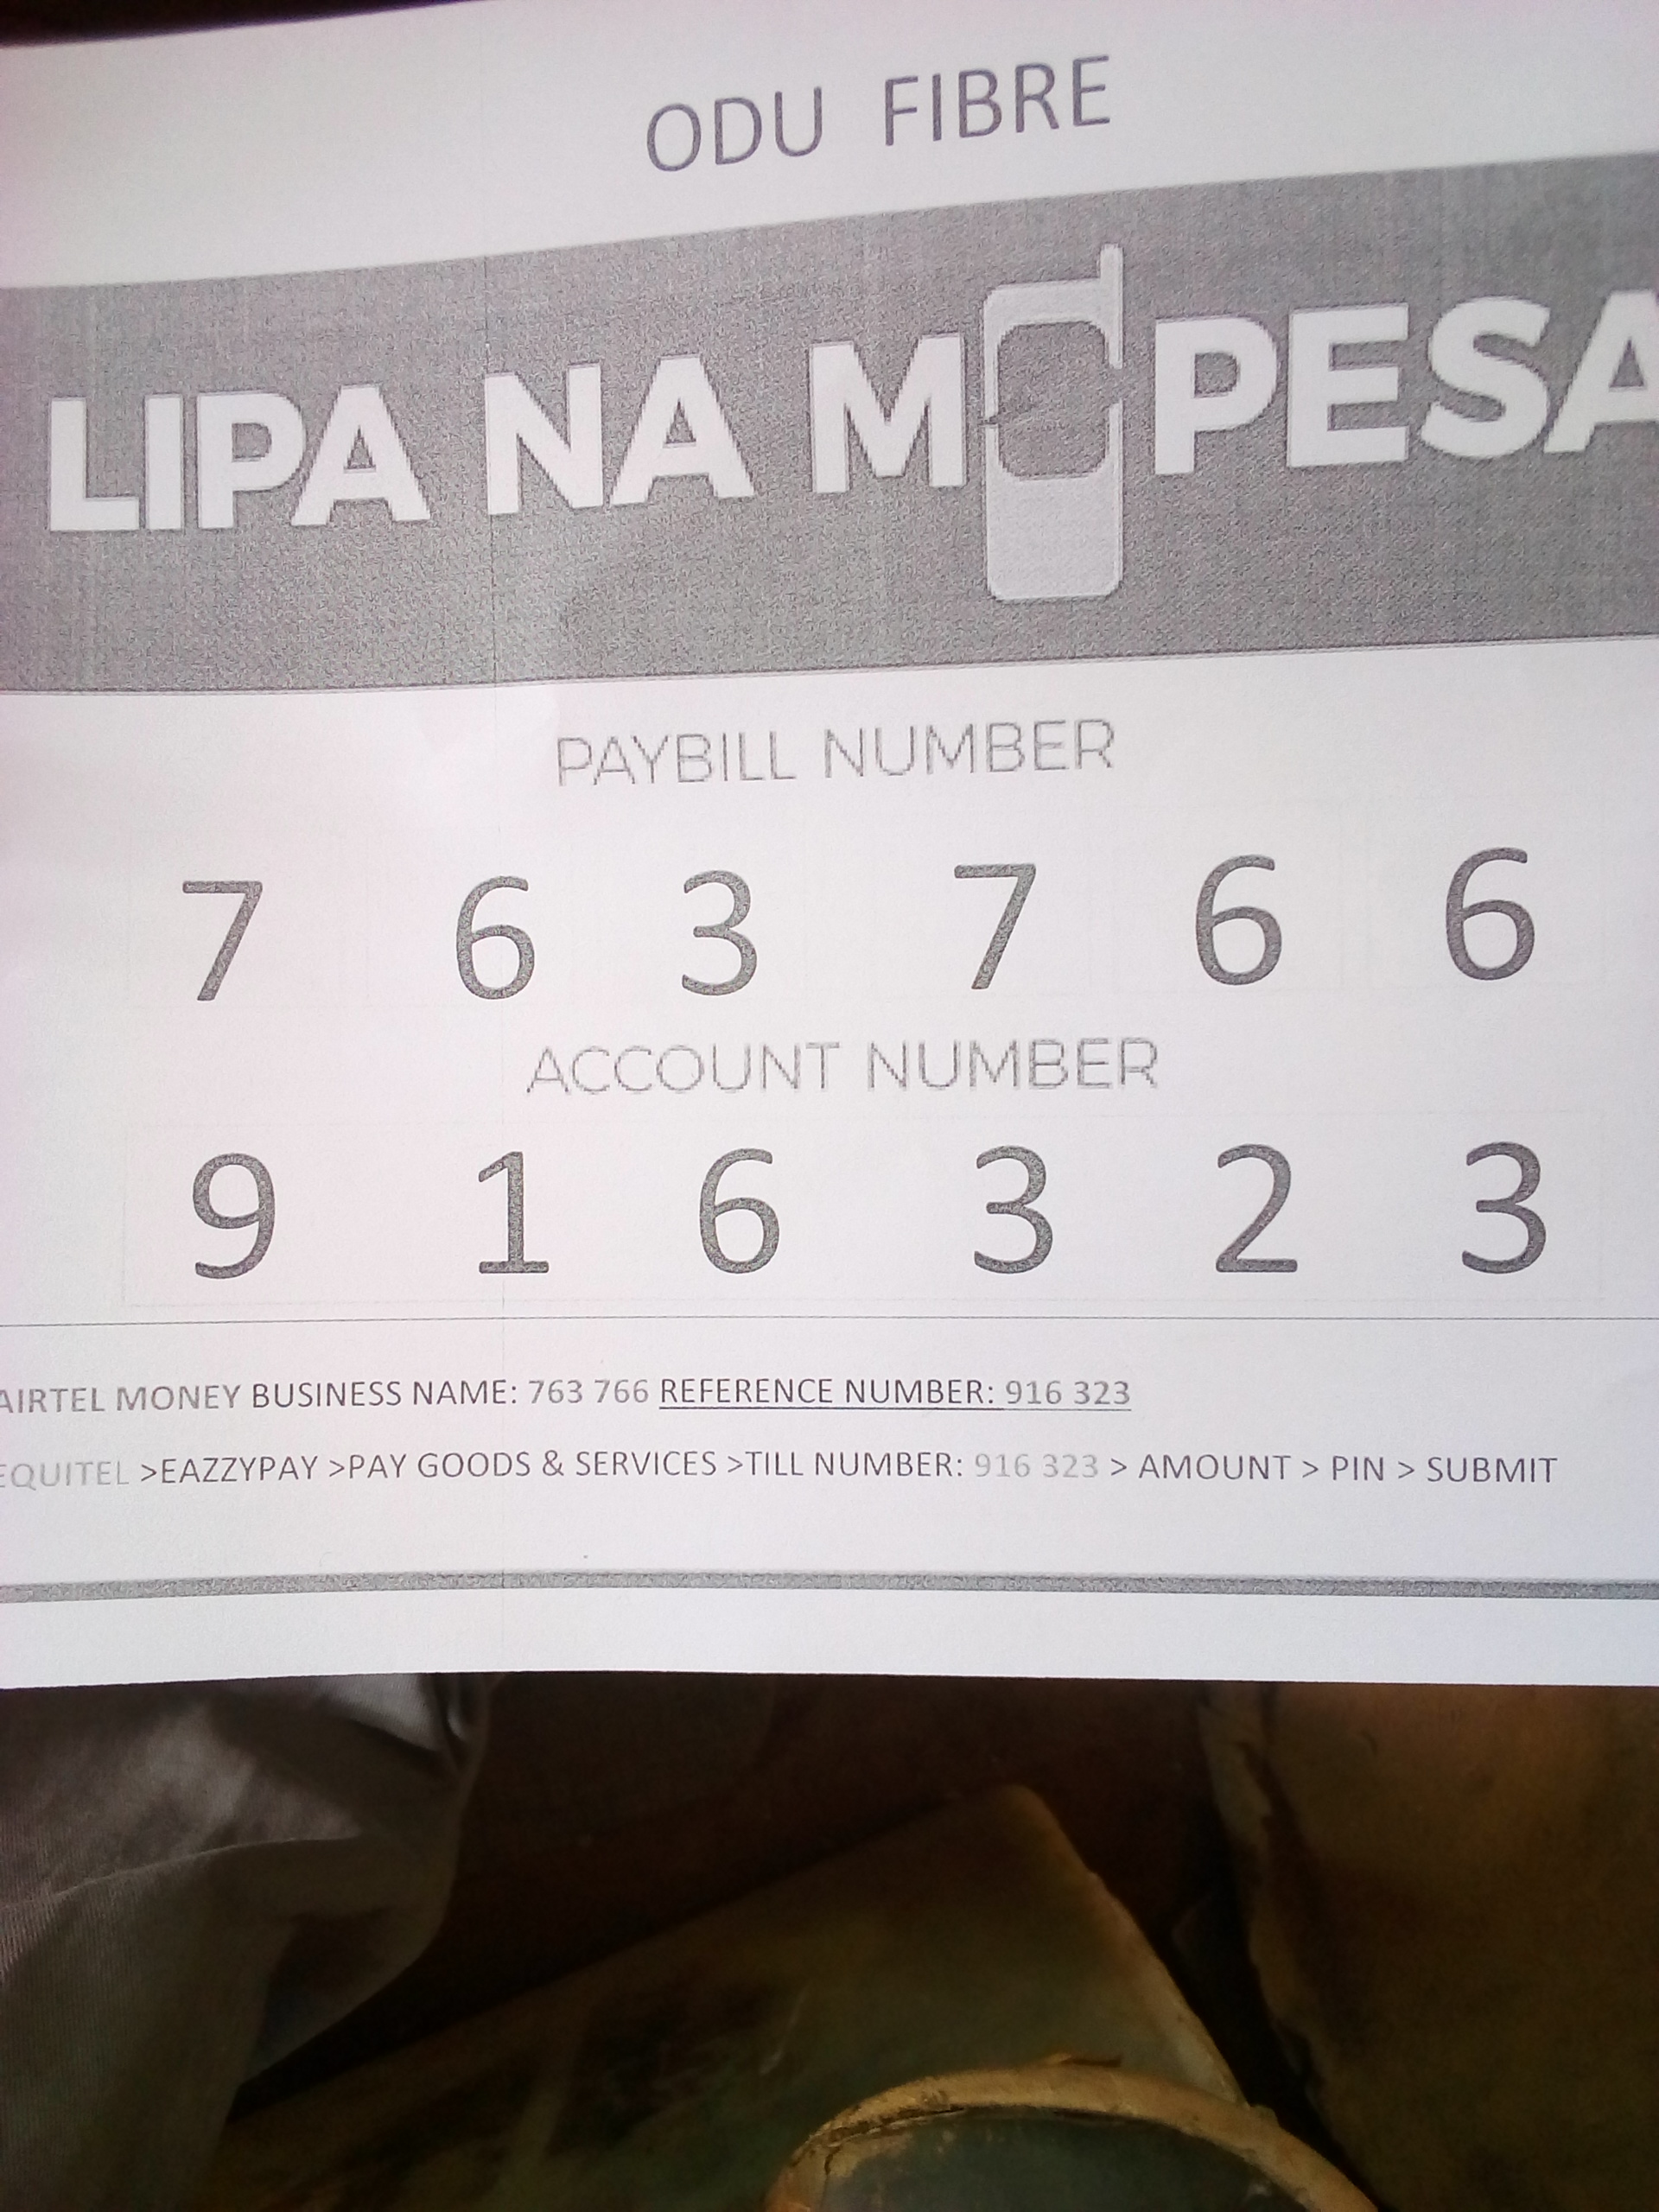 ODU FIBRE
LIPA NA M PESA
PAYBILL NUMBER
7 6 3 7 6 6
ACCOUNT NUMBER
9 1 6 3 2 3
AIRTEL MONEY BUSINESS NAME: 763 766 REFERENCE NUMBER: 916 323
EQUITEL >EAZZYPAY >PAY GOODS & SERVICES >TILL NUMBER: 916 323 > AMOUNT > PIN > SUBMIT